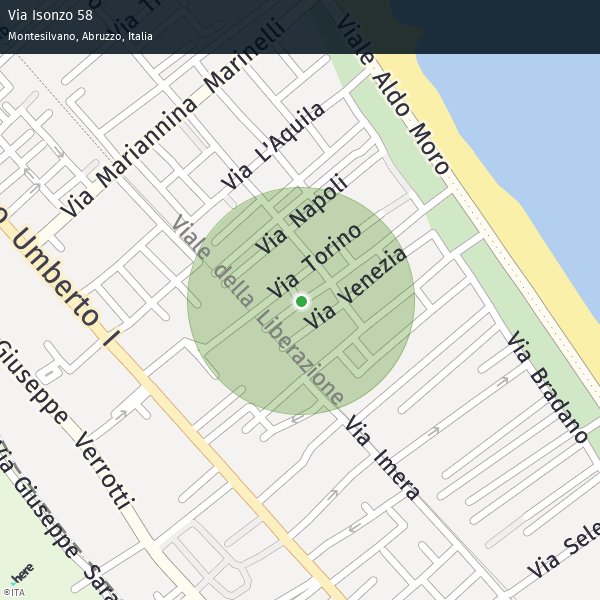 Via Isonzo 58
Montesilvano, Abruzzo, Italia
Viale Aldo Moro
Via Mariannina Marinelli
Via L'Aquila
Via Napoli
Via Torino
Via Venezia
Viale della Liberazione
o Umberto I
Giuseppe Verrotti
Via Bradano
Via Imera
Via Giuseppe Sara
Via Sele
here
©ITA